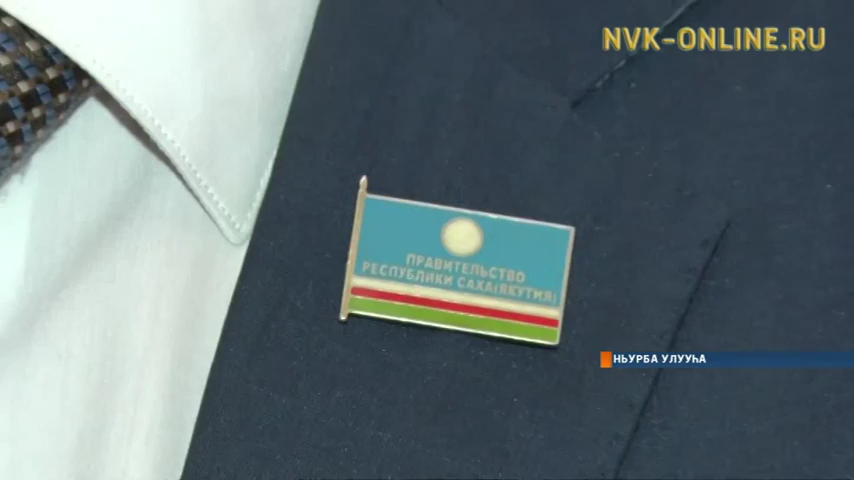 NVK-ONLINE.RU
ПРАВИТЕЛЬСТВО
РЕСПУБЛИКИ САХА(ЯКУТИЯ)
НЬУРБА УЛУУҺА